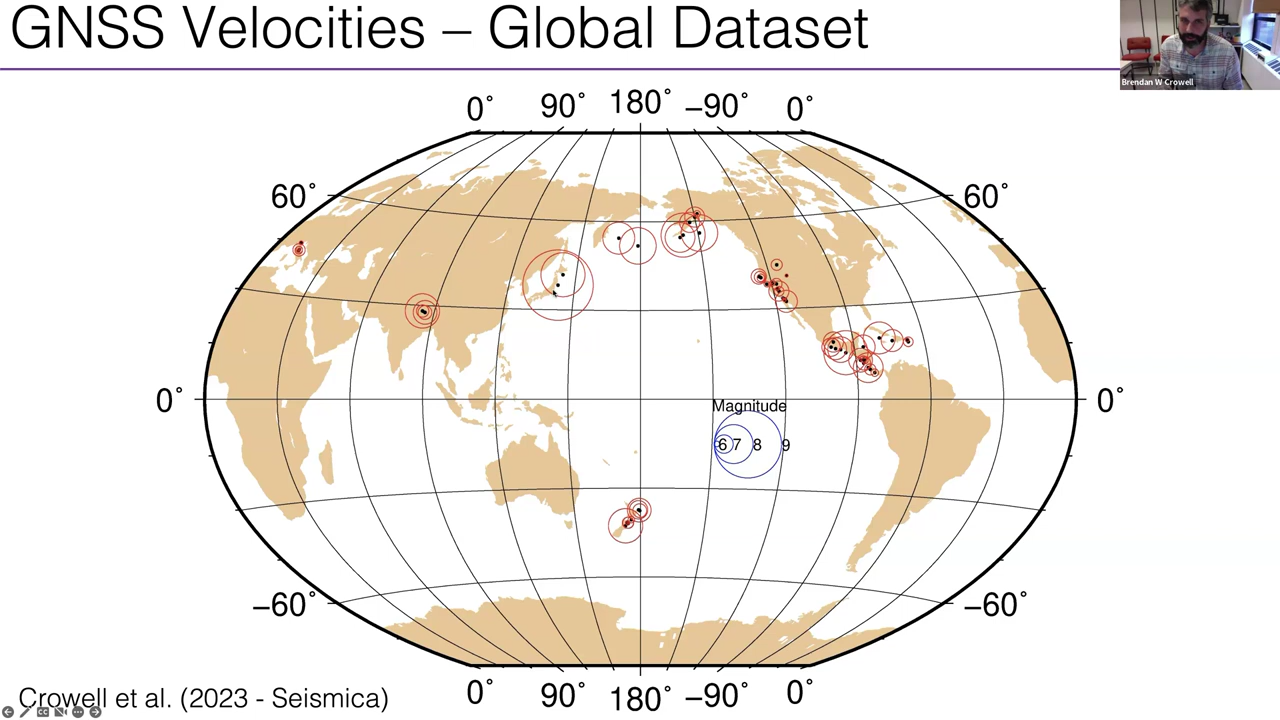 GNSS Velocities – Global Dataset
Brendan W Crowell
0° 90° 180° −90° 0°
60° 60°
0° 0°
Magnitude
6 7 8 9
−60° −60°
0° 90° 180° −90° 0°
Crowell et al. (2023 - Seismica)
CC